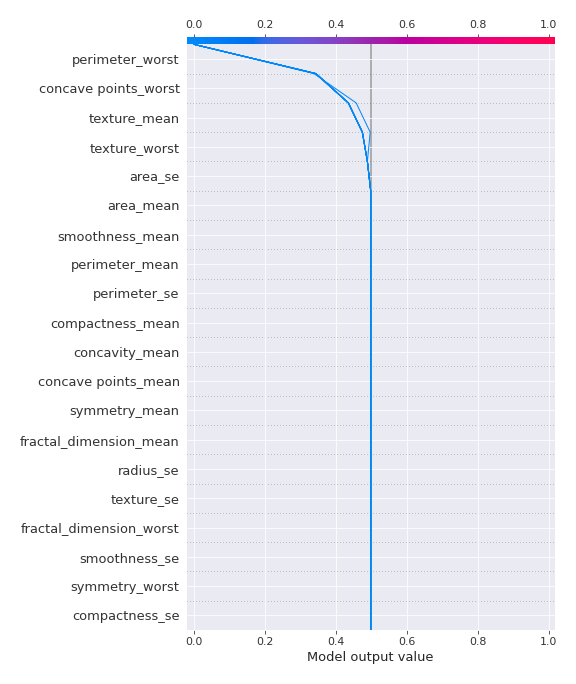 0.0 0.2 0.4 0.6 0.8 1.0
perimeter_worst
concave points_worst
texture_mean
texture_worst
area_se
area_mean
smoothness_mean
perimeter_mean
perimeter_se
compactness_mean
concavity_mean
concave points_mean
symmetry_mean
fractal_dimension_mean
radius_se
texture_se
fractal_dimension_worst
smoothness_se
symmetry_worst
compactness_se
0.0 0.2 0.4 0.6 0.8 1.0
Model output value